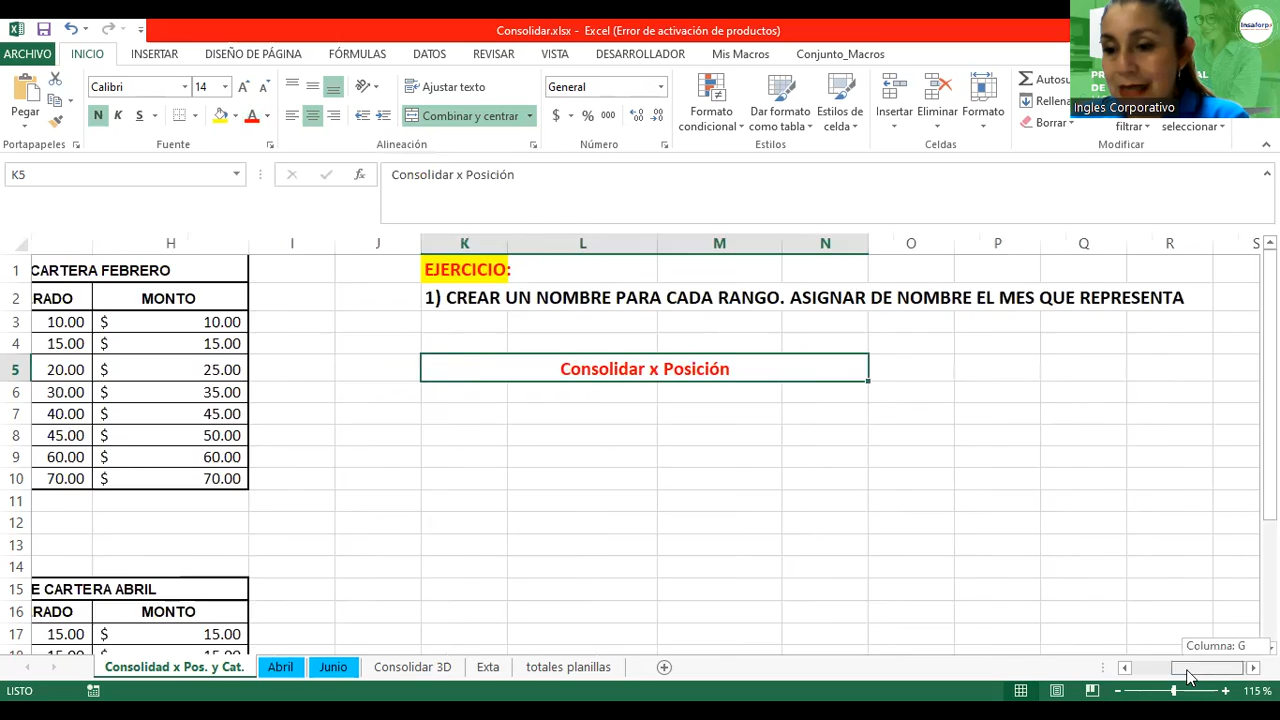 Consolidar.xlsx - Excel (Error de activación de productos)
ARCHIVO INICIO INSERTAR DISEÑO DE PÁGINA FÓRMULAS DATOS REVISAR VISTA DESARROLLADOR Mis Macros Conjunto_Macros
Insaforp
Ingles Corporativo
Pegar
Calibri 14
N K S
Ajustar texto
Combinar y centrar
General
$ % 000
Formato condicional
Dar formato como tabla
Estilos de celda
Insertar
Eliminar
Formato
Autosu
Rellena
Borrar
filtrar
seleccionar
Portapapeles Fuente Alineación Número Estilos Celdas Modificar
K5 fx Consolidar x Posición
H I J K L M N O P Q R S
1 CARTERA FEBRERO EJERCICIO:
2 RADO MONTO 1) CREAR UN NOMBRE PARA CADA RANGO. ASIGNAR DE NOMBRE EL MES QUE REPRESENTA
3 10.00 $ 10.00
4 15.00 $ 15.00
5 20.00 $ 25.00 Consolidar x Posición
6 30.00 $ 35.00
7 40.00 $ 45.00
8 45.00 $ 50.00
9 60.00 $ 60.00
10 70.00 $ 70.00
11
12
13
14
15 E CARTERA ABRIL
16 RADO MONTO
17 15.00 $ 15.00
Columna: G
Consolidad x Pos. y Cat. Abril Junio Consolidar 3D Exta totales planillas
LISTO 115 %